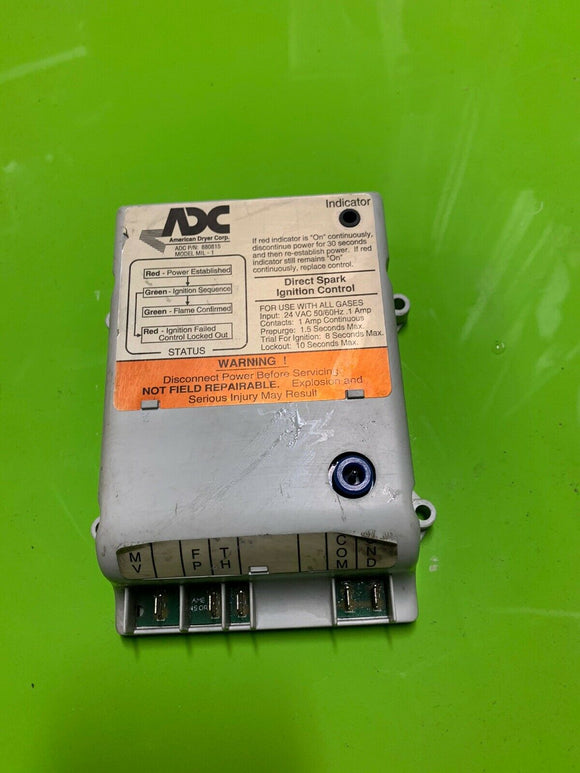 ADC
American Dryer Corp.
ADC P/N: 880815
MODEL MIL - 1
Indicator
If red indicator is "On" continuously,
discontinue power for 30 seconds
and then re-establish power. If red
indicator still remains "On"
continuously, replace control.
Red - Power Established
Green - Ignition Sequence
Green - Flame Confirmed
Red - Ignition Failed
Control Locked Out
STATUS
Direct Spark
Ignition Control
FOR USE WITH ALL GASES
Input: 24 VAC 50/60Hz .1 Amp
Contacts: 1 Amp Continuous
Prepurge: 1.5 Seconds Max.
Trial For Ignition: 8 Seconds Max.
Lockout: 10 Seconds Max.
WARNING !
Disconnect Power Before Servicing
NOT FIELD REPAIRABLE. Explosion and
Serious Injury May Result
MV
FP
TH
COM
GND